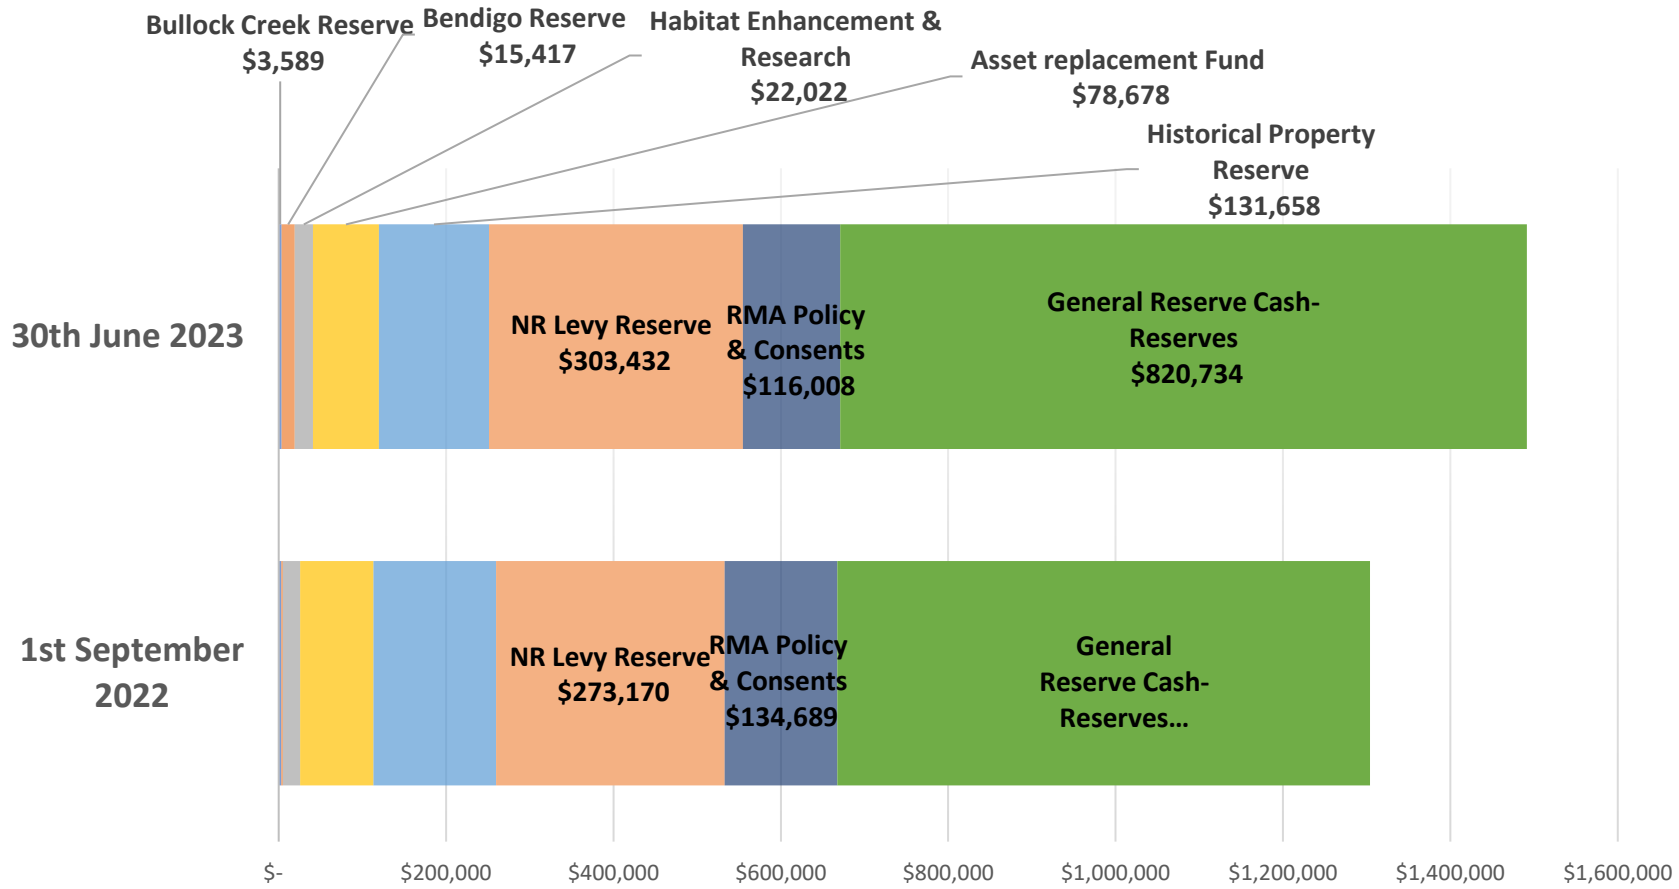 Bullock Creek Reserve
$3,589
Bendigo Reserve
$15,417
Habitat Enhancement &
Research
$22,022
Asset replacement Fund
$78,678
Historical Property
Reserve
$131,658
30th June 2023
NR Levy Reserve
$303,432
RMA Policy
& Consents
$116,008
General Reserve Cash-
Reserves
$820,734
1st September
2022
NR Levy Reserve
$273,170
RMA Policy
& Consents
$134,689
General
Reserve Cash-
Reserves...
$-
$200,000
$400,000
$600,000
$800,000
$1,000,000
$1,200,000
$1,400,000
$1,600,000